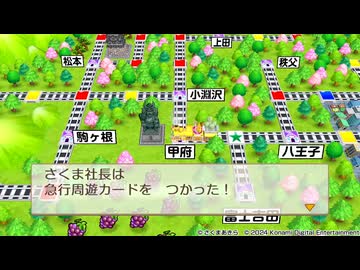 上田
松本
秩父
小淵沢
駒ヶ根
甲府
八王子
さくま社長は
急行周遊カードを つかった！
富士吉田
©さくまあきら © 2024 Konami Digital Entertainment